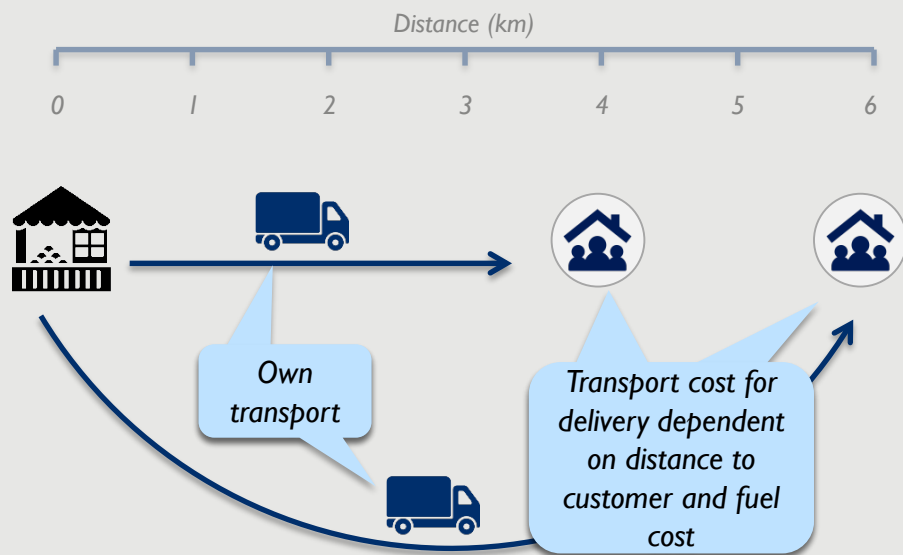 Distance (km)
0 1 2 3 4 5 6
Own
transport
Transport cost for
delivery dependent
on distance to
customer and fuel
cost